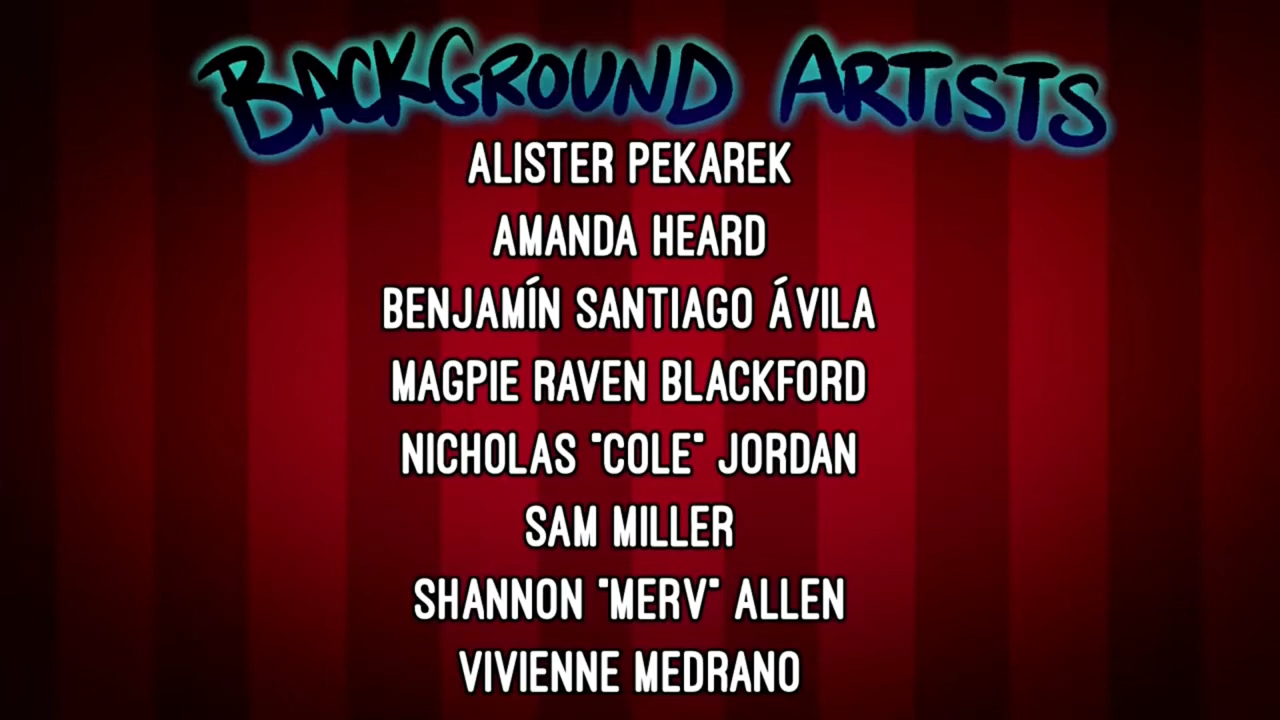 BACKGROUND ARTISTS
ALISTER PEKAREK
AMANDA HEARD
BENJAMÍN SANTIAGO ÁVILA
MAGPIE RAVEN BLACKFORD
NICHOLAS "COLE" JORDAN
SAM MILLER
SHANNON "MERV" ALLEN
VIVIENNE MEDRANO